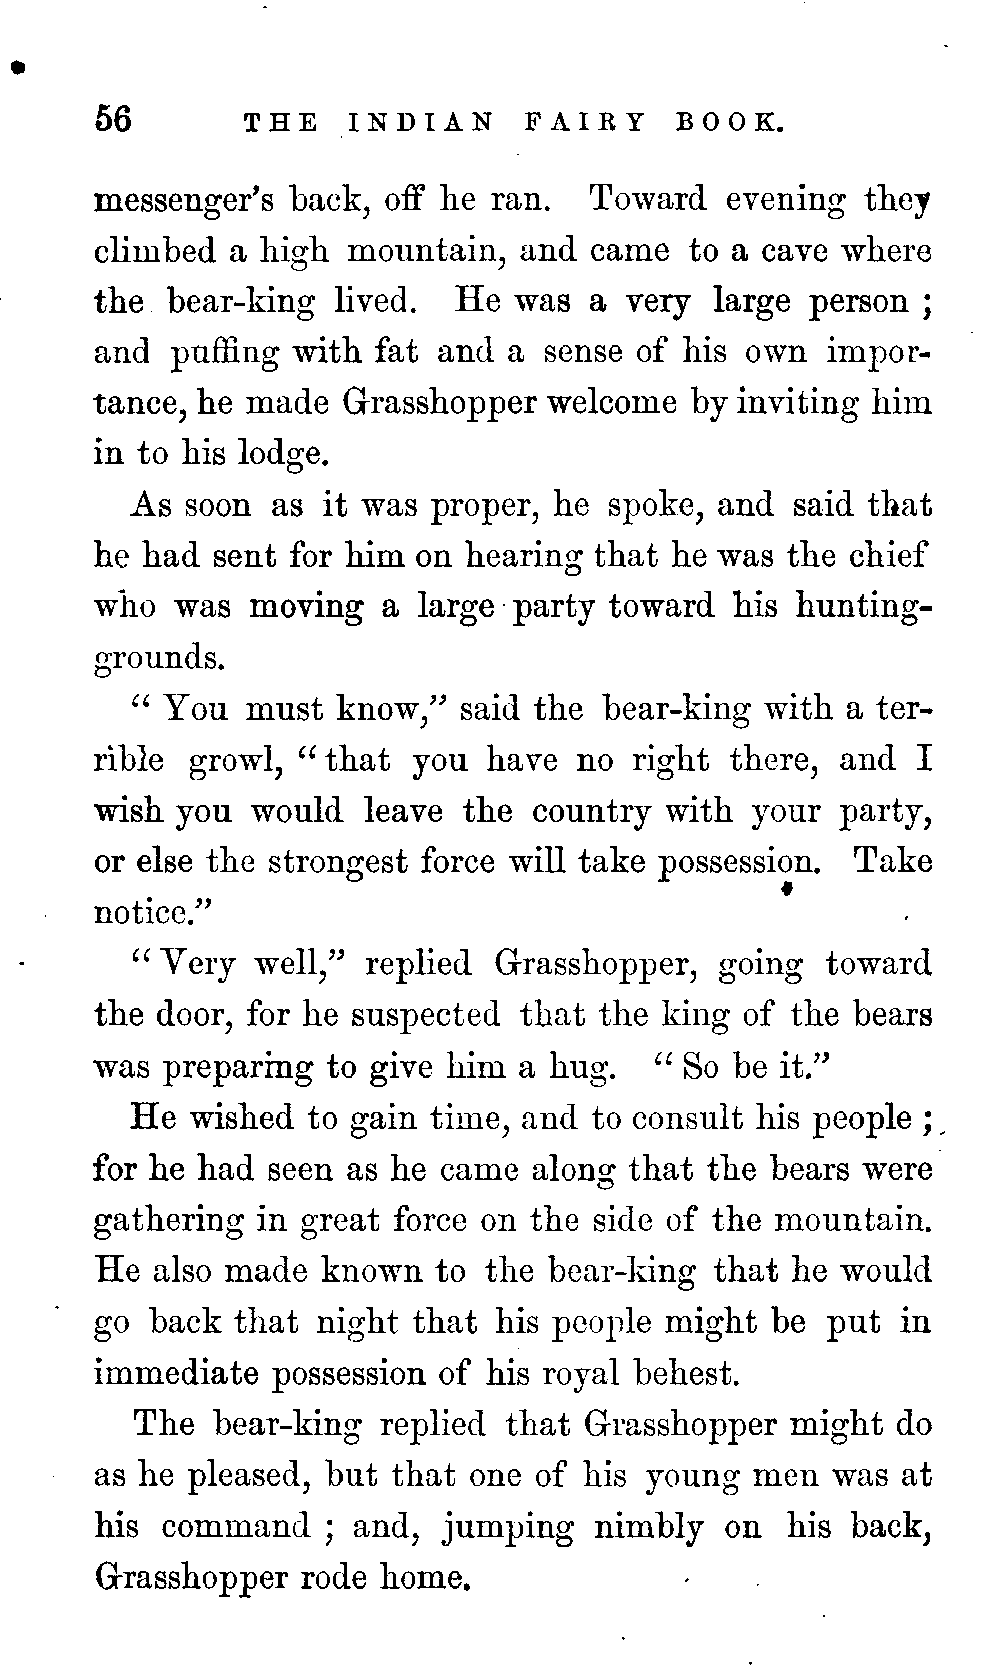 56 THE INDIAN FAIRY BOOK.
messenger's back, off he ran. Toward evening they
climbed a high mountain, and came to a cave where
the bear-king lived. He was a very large person ;
and puffing with fat and a sense of his own impor-
tance, he made Grasshopper welcome by inviting him
in to his lodge.
As soon as it was proper, he spoke, and said that
he had sent for him on hearing that he was the chief
who was moving a large party toward his hunting-
grounds.
" You must know," said the bear-king with a ter-
rible growl, " that you have no right there, and I
wish you would leave the country with your party,
or else the strongest force will take possession. Take
notice."
" Very well," replied Grasshopper, going toward
the door, for he suspected that the king of the bears
was preparing to give him a hug. " So be it."
He wished to gain time, and to consult his people ;
for he had seen as he came along that the bears were
gathering in great force on the side of the mountain.
He also made known to the bear-king that he would
go back that night that his people might be put in
immediate possession of his royal behest.
The bear-king replied that Grasshopper might do
as he pleased, but that one of his young men was at
his command ; and, jumping nimbly on his back,
Grasshopper rode home.